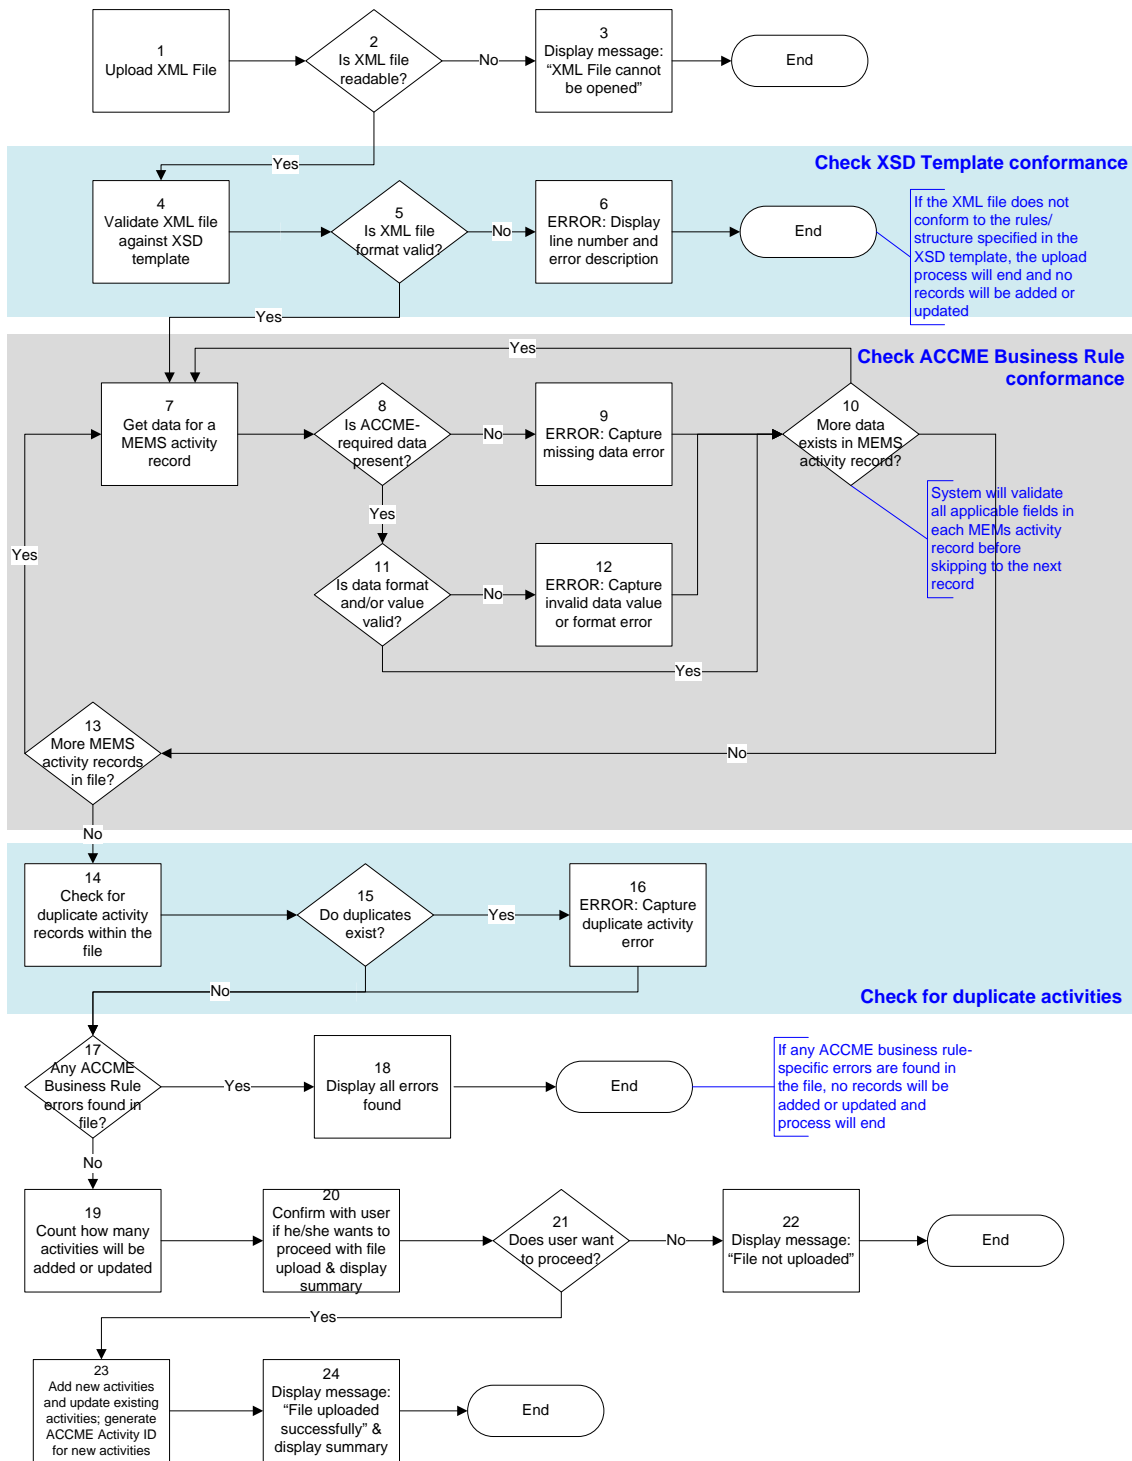 1
Upload XML File
2
Is XML file
readable?
No
3
Display message:
“XML File cannot
be opened”
End
Yes
Check XSD Template conformance
4
Validate XML file
against XSD
template
5
Is XML file
format valid?
No
6
ERROR: Display
line number and
error description
End
If the XML file does not
conform to the rules/
structure specified in the
XSD template, the upload
process will end and no
records will be added or
updated
Yes
Yes
Check ACCME Business Rule
conformance
7
Get data for a
MEMS activity
record
8
Is ACCME-
required data
present?
No
9
ERROR: Capture
missing data error
10
More data
exists in MEMS
activity record?
System will validate
all applicable fields in
each MEMs activity
record before
skipping to the next
record
Yes
Yes
11
Is data format
and/or value
valid?
No
12
ERROR: Capture
invalid data value
or format error
Yes
13
More MEMS
activity records
in file?
No
No
14
Check for
duplicate activity
records within the
file
15
Do duplicates
exist?
Yes
16
ERROR: Capture
duplicate activity
error
No
Check for duplicate activities
17
Any ACCME
Business Rule
errors found in
file?
Yes
18
Display all errors
found
End
If any ACCME business rule-
specific errors are found in
the file, no records will be
added or updated and
process will end
No
19
Count how many
activities will be
added or updated
20
Confirm with user
if he/she wants to
proceed with file
upload & display
summary
21
Does user want
to proceed?
No
22
Display message:
“File not uploaded”
End
Yes
23
Add new activities
and update existing
activities; generate
ACCME Activity ID
for new activities
24
Display message:
“File uploaded
successfully” &
display summary
End